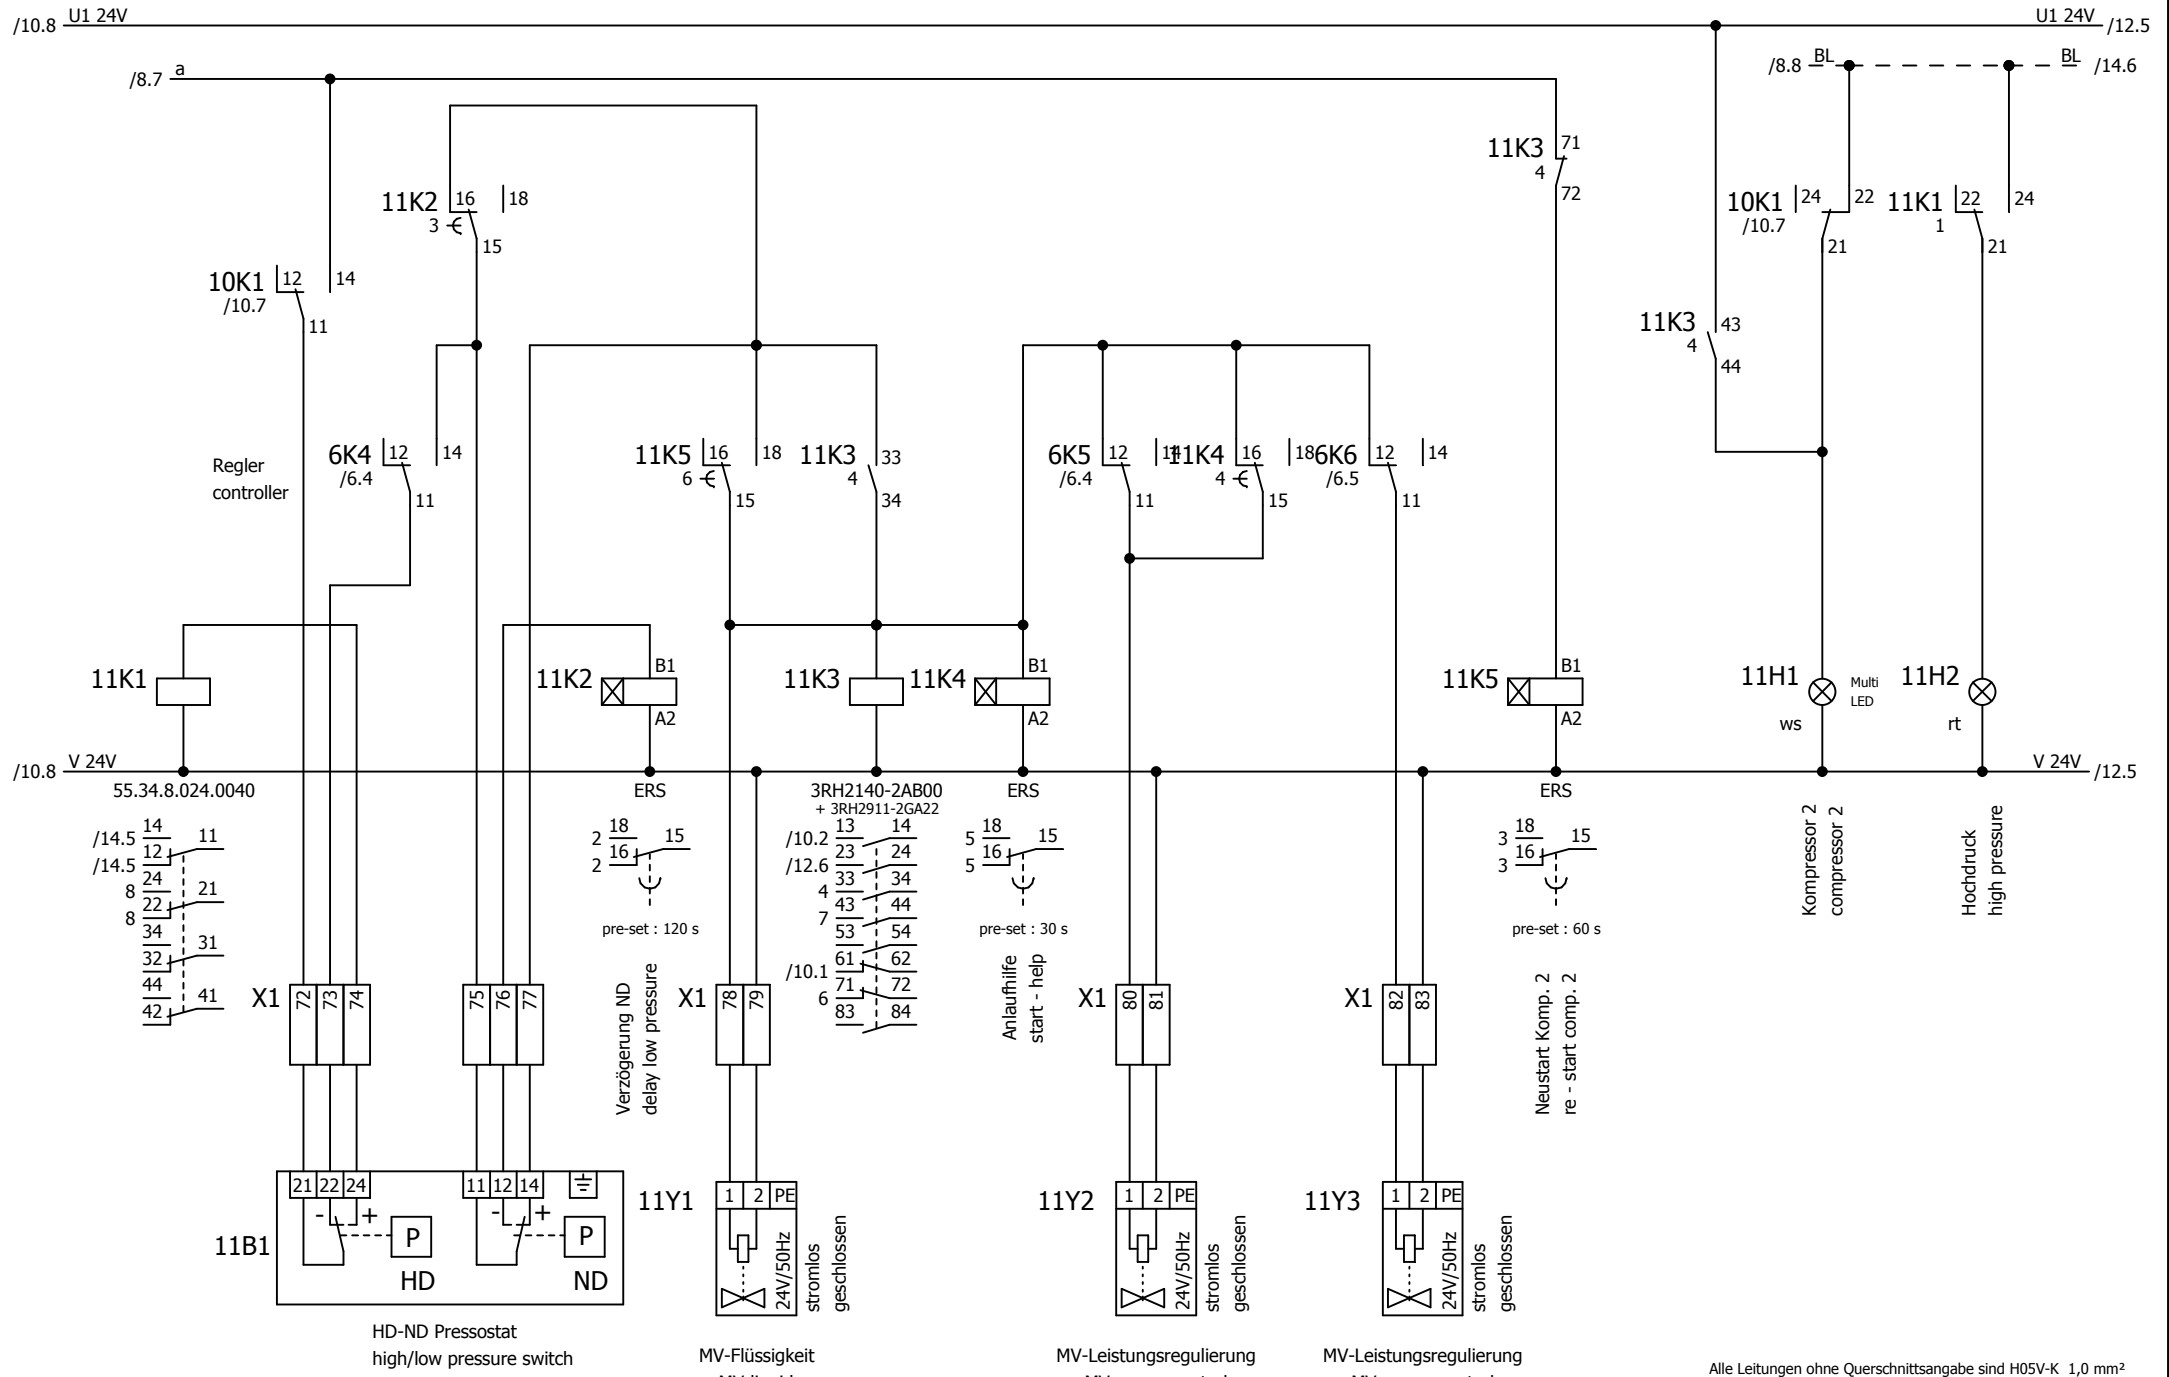 /10.8 U1 24V U1 24V /12.5
/8.7 a /8.8 BL BL /14.6
11K3 71
4
72
11K2 16 18
3
15
10K1 24 22
/10.7
21
11K1 22 24
1
21
10K1 12 14
/10.7
11
11K3 43
4
44
Regler
controller
6K4 12 14
/6.4
11
11K5 16 18
6
15
11K3 33
4
34
6K5 12 14
/6.4
11
11K4 16 18
4
15
6K6 12 14
/6.5
11
11K1
11K2 B1
A2
11K3
11K4 B1
A2
11K5 B1
A2
11H1 Multi
LED
ws
11H2
rt
/10.8 V 24V V 24V /12.5
55.34.8.024.0040
/14.5 14
/14.5 12 11
8 24
8 22 21
34
32 31
44
42 41
ERS
2 18
2 16 15
pre-set : 120 s
Verzögerung ND
delay low pressure
3RH2140-2AB00
+ 3RH2911-2GA22
/10.2 13 14
/12.6 23 24
4 33 34
7 43 44
53 54
/10.1 61 62
6 71 72
83 84
ERS
5 18
5 16 15
pre-set : 30 s
Anlaufhilfe
start - help
ERS
3 18
3 16 15
pre-set : 60 s
Neustart Komp. 2
re - start comp. 2
Kompressor 2
compressor 2
Hochdruck
high pressure
X1 72 73 74
75 76 77
X1 78 79
X1 80 81
X1 82 83
11B1
21 22 24
- +
P
HD
11 12 14
- +
P
ND
HD-ND Pressostat
high/low pressure switch
11Y1 1 2 PE
24V/50Hz
stromlos
geschlossen
MV-Flüssigkeit
11Y2 1 2 PE
24V/50Hz
stromlos
geschlossen
MV-Leistungsregulierung
11Y3 1 2 PE
24V/50Hz
stromlos
geschlossen
MV-Leistungsregulierung
Alle Leitungen ohne Querschnittsangabe sind H05V-K 1,0 mm²